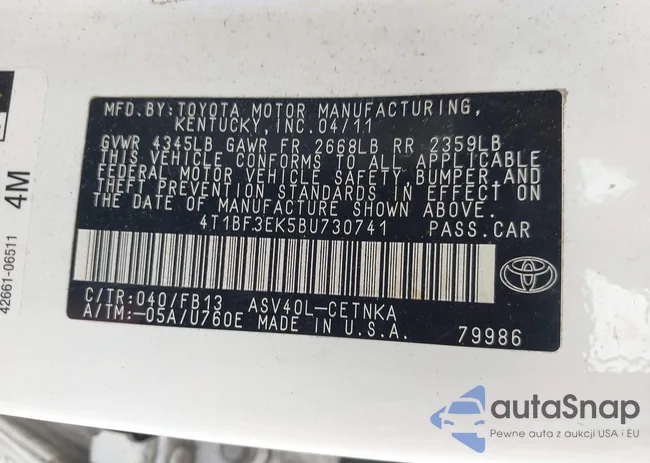 MFD.BY:TOYOTA MOTOR MANUFACTURING,
KENTUCKY,INC.04/11
GVWR 4345LB GAWR FR 2668LB RR 2359LB
THIS VEHICLE CONFORMS TO ALL APPLICABLE
FEDERAL MOTOR VEHICLE SAFETY BUMPER AND
THEFT PREVENTION STANDARDS IN EFFECT ON
THE DATE OF MANUFACTURE SHOWN ABOVE.
4T1BF3EK5BU730741 PASS.CAR
C/TR:040/FB13 ASV40L-CETNKA
A/TM:-05A/U760E MADE IN U.S.A. 79986
42661-06511
4M
autaSnap
Pewne auta z aukcji USA i EU